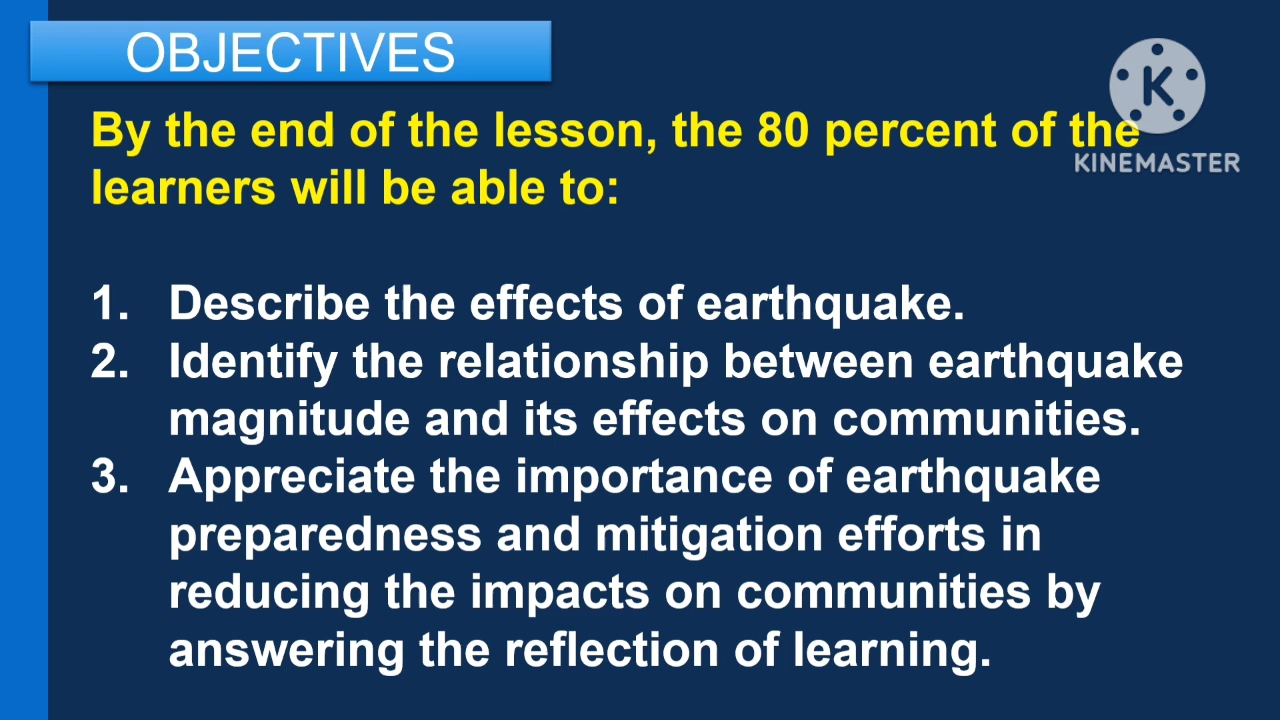 OBJECTIVES
By the end of the lesson, the 80 percent of the
learners will be able to:
K
KINEMASTER
1. Describe the effects of earthquake.
2. Identify the relationship between earthquake
magnitude and its effects on communities.
3. Appreciate the importance of earthquake
preparedness and mitigation efforts in
reducing the impacts on communities by
answering the reflection of learning.